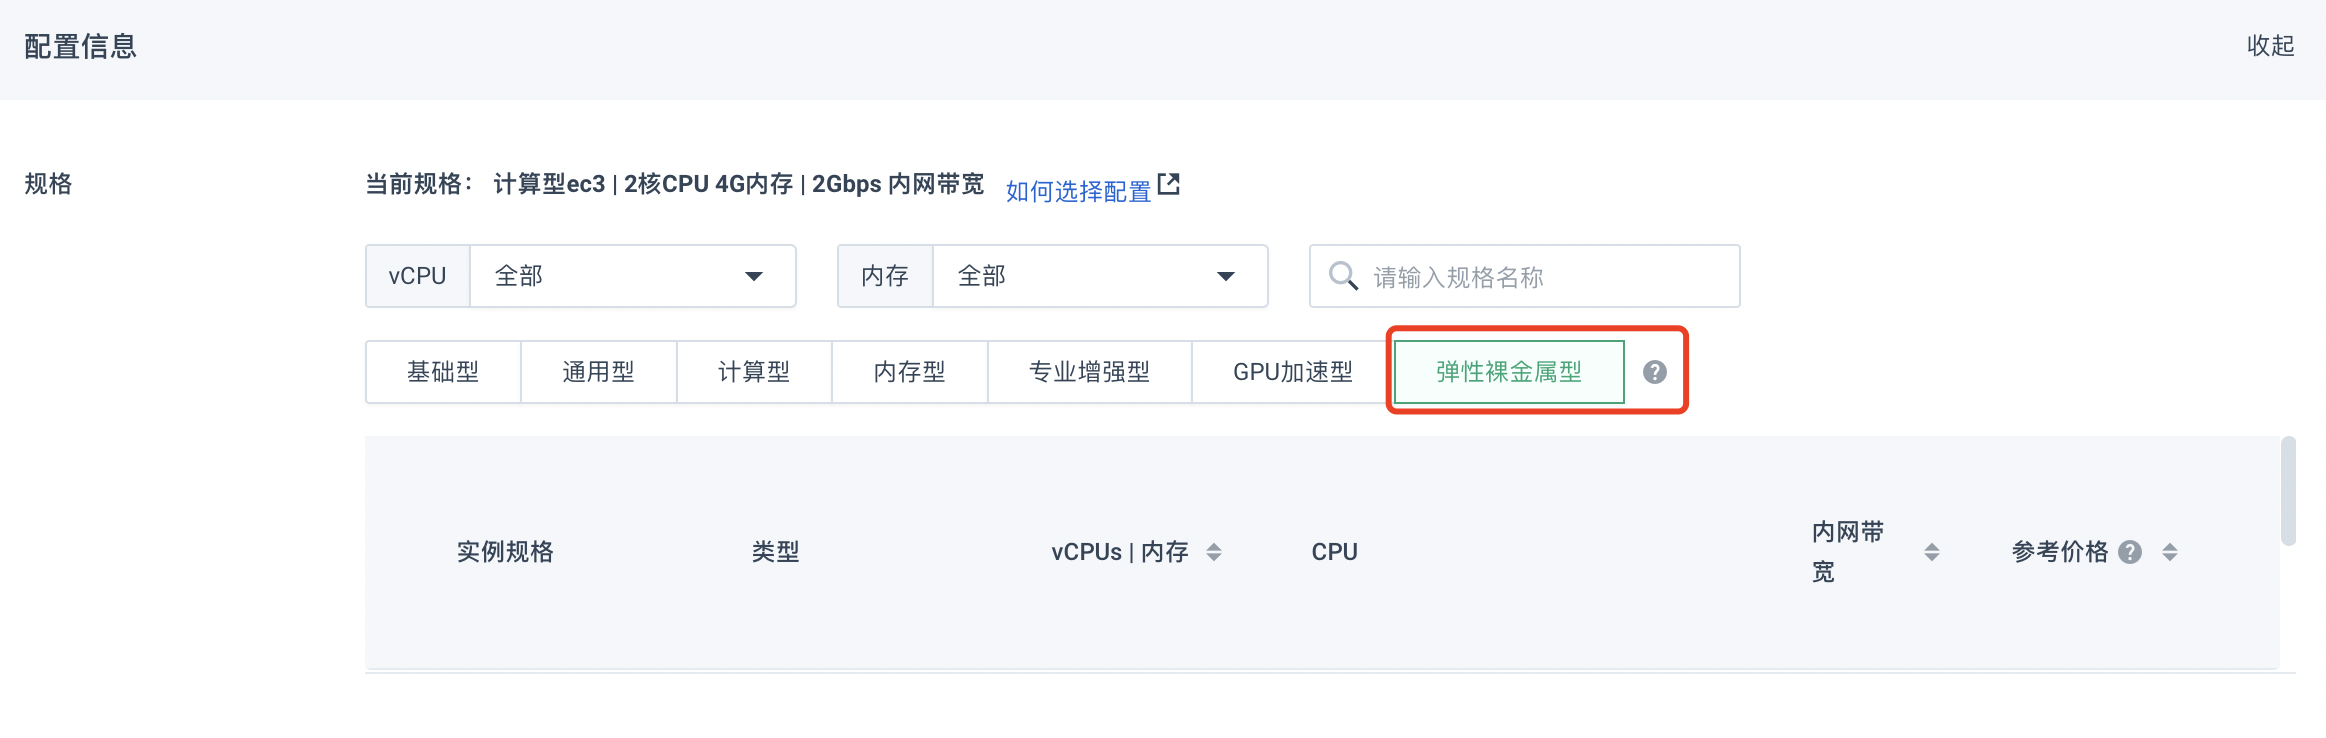 配置信息
收起
规格
当前规格： 计算型ec3 | 2核CPU 4G内存 | 2Gbps 内网带宽 如何选择配置
vCPU 全部 内存 全部 请输入规格名称
基础型 通用型 计算型 内存型 专业增强型 GPU加速型 弹性裸金属型 ?
实例规格 类型 vCPUs | 内存 CPU 内网带
宽 参考价格 ?